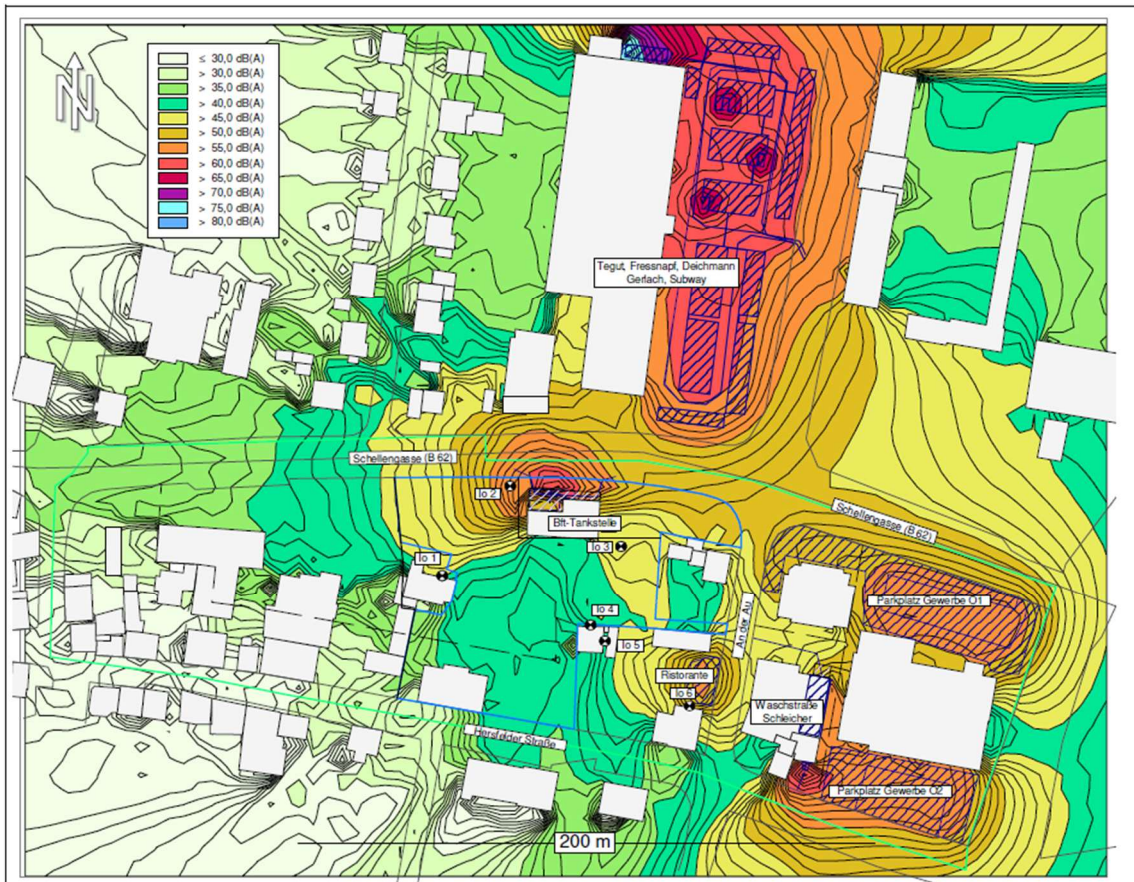 N
≤ 30,0 dB(A)
> 30,0 dB(A)
> 35,0 dB(A)
> 40,0 dB(A)
> 45,0 dB(A)
> 50,0 dB(A)
> 55,0 dB(A)
> 60,0 dB(A)
> 65,0 dB(A)
> 70,0 dB(A)
> 75,0 dB(A)
> 80,0 dB(A)
Tegut, Fressnapf, Deichmann
Gerlach, Subway
Schellengasse (B 62)
Io 2
Bft-Tankstelle
Schellengasse (B 62)
Io 3
Io 1
Parkplatz Gewerbe O1
Io 4
An der Au
Io 5
Ristorante
Io 6
Waschstraße
Schleicher
Hersfelder Straße
Parkplatz Gewerbe O2
200 m